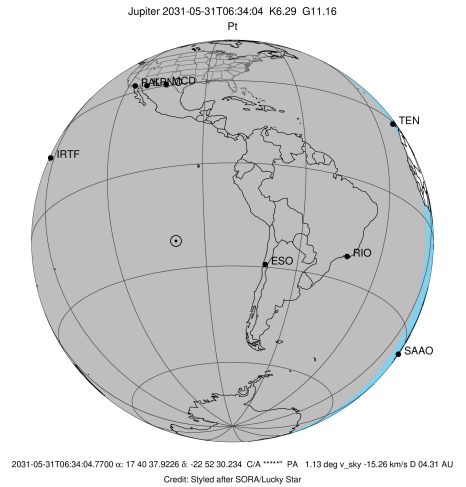 Jupiter 2031-05-31T06:34:04 K6.29 G11.16
Pt
MCD
TEN
IRTF
ESO
RIO
SAAO
2031-05-31T06:34:04.7700 α: 17 40 37.9226 δ: -22 52 30.234 C/A *****" PA 1.13 deg v_sky -15.26 km/s D 04.31 AU
Credit: Styled after SORA/Lucky Star